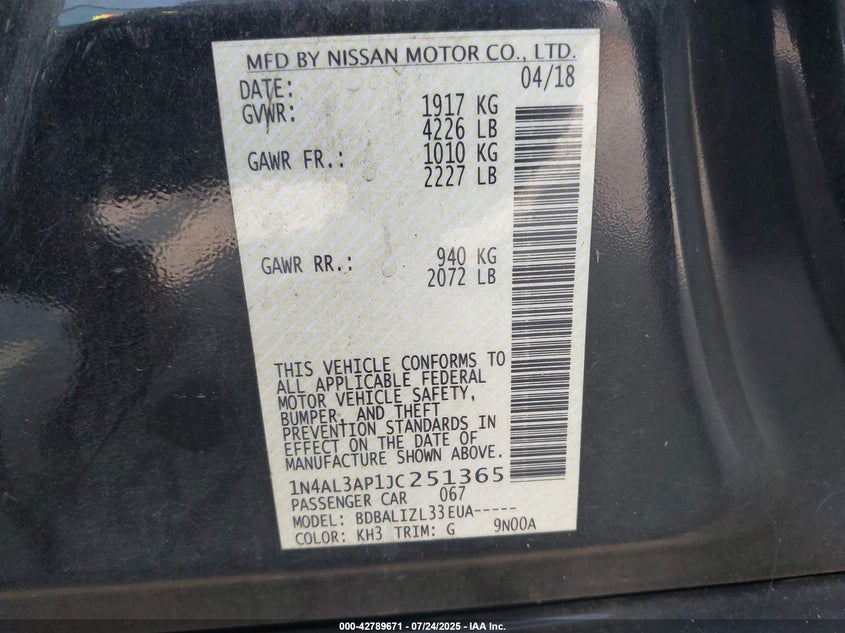 MFD BY NISSAN MOTOR CO., LTD.
DATE: 04/18
GVWR: 1917 KG
4226 LB
GAWR FR.: 1010 KG
2227 LB
GAWR RR.: 940 KG
2072 LB
THIS VEHICLE CONFORMS TO
ALL APPLICABLE FEDERAL
MOTOR VEHICLE SAFETY,
BUMPER, AND THEFT
PREVENTION STANDARDS IN
EFFECT ON THE DATE OF
MANUFACTURE SHOWN ABOVE.
1N4AL3AP1JC251365
PASSENGER CAR 067
MODEL: BDBALIZL33EUA-----
COLOR: KH3 TRIM: G 9N00A
000-42789671 - 07/24/2025 - IAA Inc.